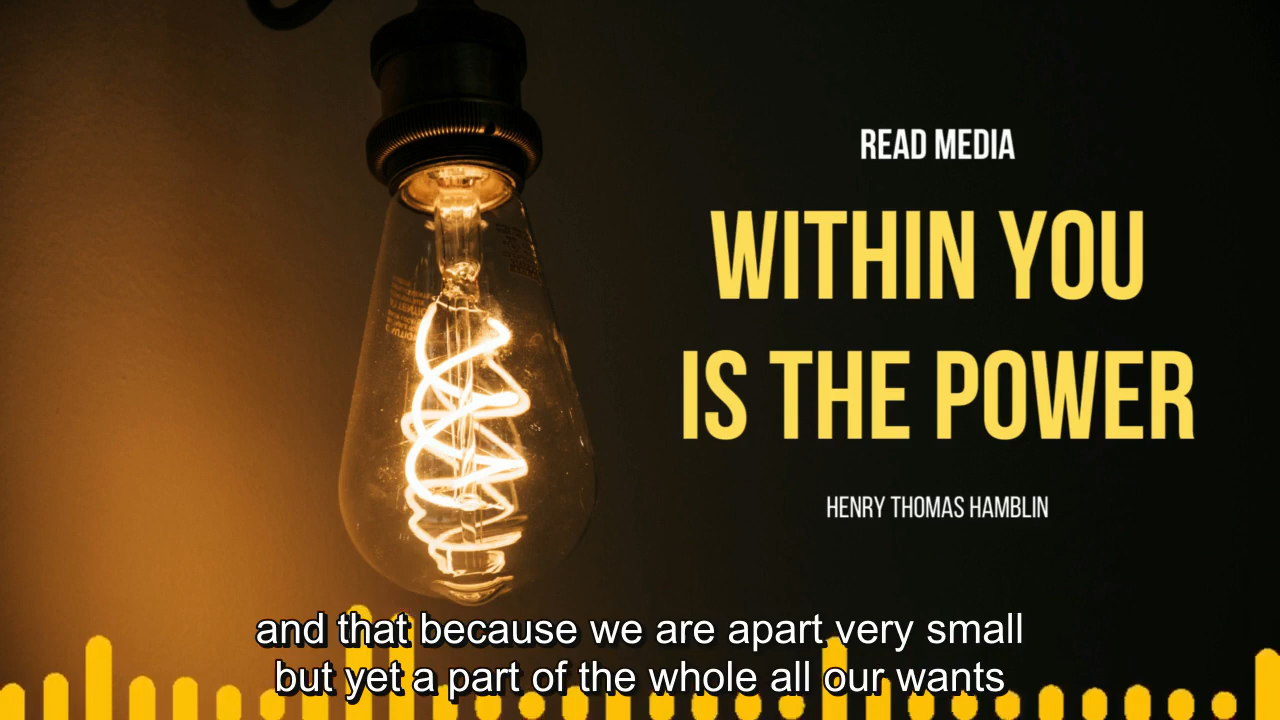 READ MEDIA
WITHIN YOU
IS THE POWER
HENRY THOMAS HAMBLIN
and that because we are apart very small
but yet a part of the whole all our wants